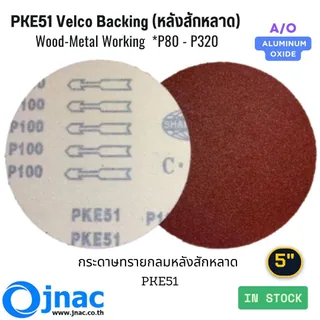 PKE51 Velco Backing (หลังส้กหลาด)
Wood-Metal Working *P80 - P320
A/O
ALUMINUM
OXIDE
P100
P100
P100
P100
P100
C
PKE51
PKE51
กระดาษทรายกลมหลังสักหลาด
PKE51
5"
jnac
www.jnac.co.th
IN STOCK